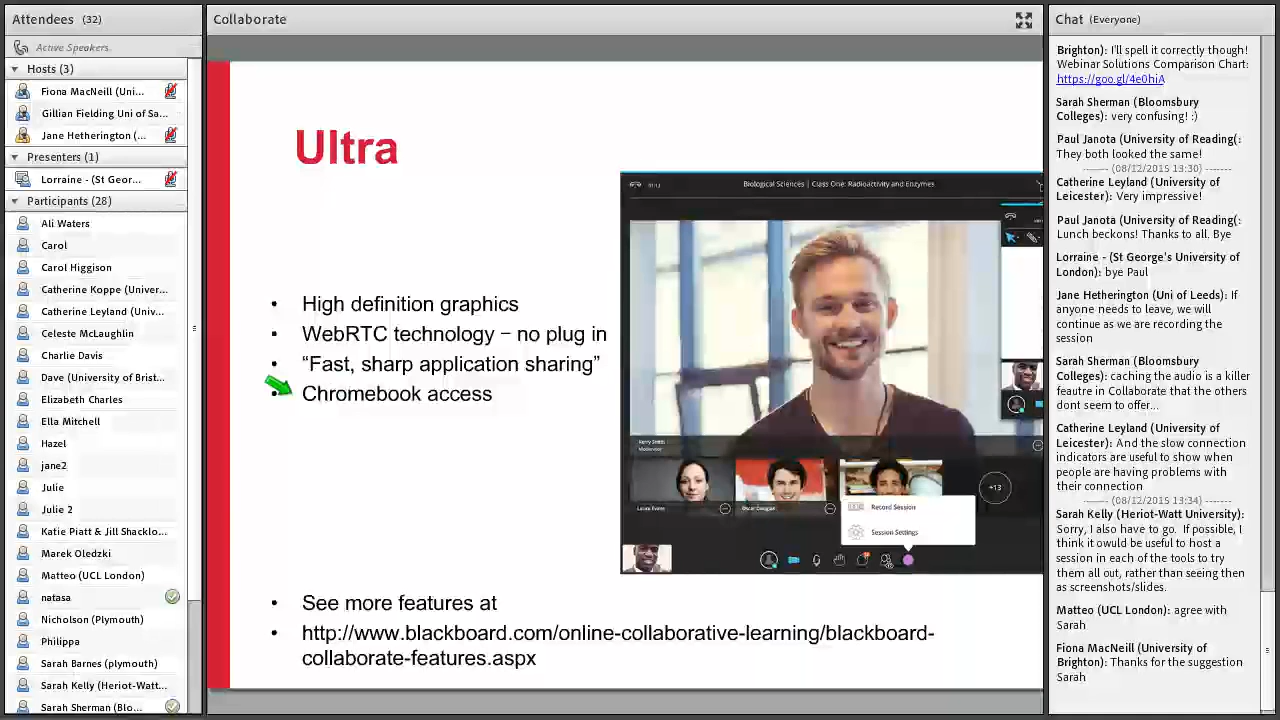 Attendees (32)
Active Speakers
Hosts (3)
Fiona MacNeill (Uni...
Gillian Fielding Uni of Sa...
Jane Hetherington (...
Presenters (1)
Lorraine - (St Geor...
Participants (28)
Ali Waters
Carol
Carol Higgison
Catherine Koppe (Univer...
Catherine Leyland (Univ...
Celeste McLaughlin
Charlie Davis
Dave (University of Brist...
Elizabeth Charles
Ella Mitchell
Hazel
jane2
Julie
Julie 2
Katie Piatt & Jill Shacklo...
Marek Oledzki
Matteo (UCL London)
natasa
Nicholson (Plymouth)
Philippa
Sarah Barnes (plymouth)
Sarah Kelly (Heriot-Watt...
Sarah Sherman (Blo...
Collaborate
Ultra
• High definition graphics
• WebRTC technology – no plug in
• “Fast, sharp application sharing”
• Chromebook access
Biological Sciences | Class One: Radioactivity and Enzymes
Kerry Smith
Moderator
Laura Evans
Oscar Douglas
+13
Record Session
Session Settings
• See more features at
• http://www.blackboard.com/online-collaborative-learning/blackboard-
collaborate-features.aspx
Chat (Everyone)
Brighton): I'll spell it correctly though!
Webinar Solutions Comparison Chart:
https://goo.gl/4e0hiA
Sarah Sherman (Bloomsbury
Colleges): very confusing! :)
Paul Janota (University of Reading(:
They both looked the same!
------- (08/12/2015 13:30) -------
Catherine Leyland (University of
Leicester): Very impressive!
Paul Janota (University of Reading(:
Lunch beckons! Thanks to all. Bye
Lorraine - (St George's University of
London): bye Paul
Jane Hetherington (Uni of Leeds): If
anyone needs to leave, we will
continue as we are recording the
session
Sarah Sherman (Bloomsbury
Colleges): caching the audio is a killer
feautre in Collaborate that the others
dont seem to offer...
Catherine Leyland (University of
Leicester): And the slow connection
indicators are useful to show when
people are having problems with
their connection
------- (08/12/2015 13:34) -------
Sarah Kelly (Heriot-Watt University):
Sorry, I also have to go. If possible, I
think it owuld be useful to host a
session in each of the tools to try
them all out, rather than seeing then
as screenshots/slides.
Matteo (UCL London): agree with
Sarah
Fiona MacNeill (University of
Brighton): Thanks for the suggestion
Sarah